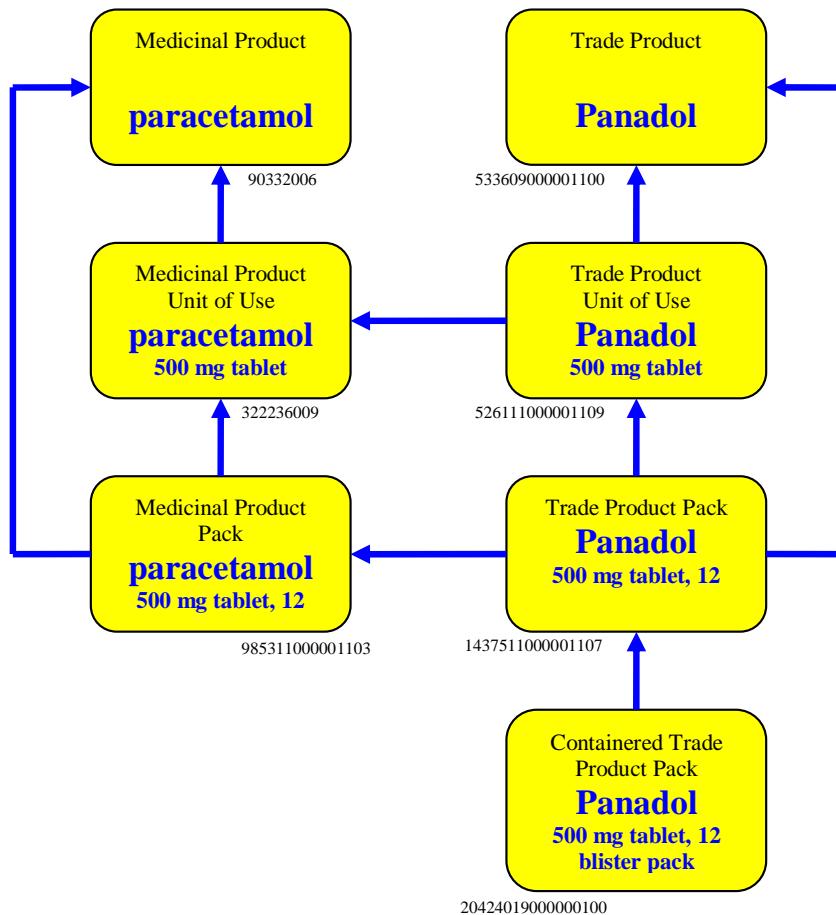 Medicinal Product
paracetamol
90332006
Trade Product
Panadol
533609000001100
Medicinal Product
Unit of Use
paracetamol
500 mg tablet
322236009
Trade Product
Unit of Use
Panadol
500 mg tablet
526111000001109
Medicinal Product
Pack
paracetamol
500 mg tablet, 12
985311000001103
Trade Product Pack
Panadol
500 mg tablet, 12
1437511000001107
Containered Trade
Product Pack
Panadol
500 mg tablet, 12
blister pack
20424019000000100